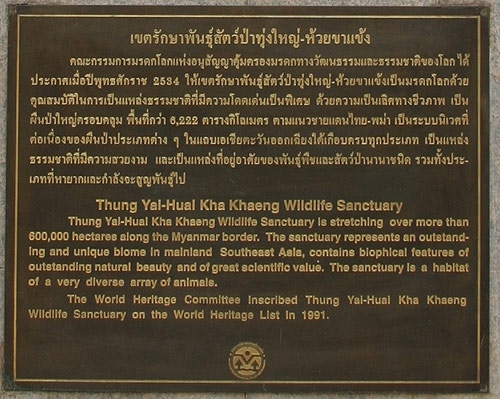 เขตรักษาพันธุ์สัตว์ป่าทุ่งใหญ่-ห้วยขาแข้ง
คณะกรรมการมรดกโลกแห่งอนุสัญญาคุ้มครองมรดกทางวัฒนธรรมและธรรมชาติของโลก ได้
ประกาศเมื่อปีพุทธศักราช 2534 ให้เขตรักษาพันธุ์สัตว์ป่าทุ่งใหญ่-ห้วยขาแข้งเป็นมรดกโลกด้วย
คุณสมบัติในการเป็นแหล่งธรรมชาติที่มีความโดดเด่นเป็นพิเศษ ด้วยความเป็นเลิศทางชีวภาพ เป็น
ผืนป่าใหญ่ครอบคลุม พื้นที่กว่า 6,222 ตารางกิโลเมตร ตามแนวชายแดนไทย-พม่า เป็นระบบนิเวศที่
ต่อเนื่องของผืนป่าประเภทต่าง ๆ ในแถบเอเชียตะวันออกเฉียงใต้เกือบครบทุกประเภท เป็นแหล่ง
ธรรมชาติที่มีความสวยงาม และเป็นแหล่งที่อยู่อาศัยของพันธุ์พืชและสัตว์ป่านานาชนิด รวมทั้งประ-
เภทที่หายากและกำลังจะสูญพันธุ์ไป
Thung Yai-Huai Kha Khaeng Wildlife Sanctuary
Thung Yai-Huai Kha Khaeng Wildlife Sanctuary is stretching over more than
600,000 hectares along the Myanmar border. The sanctuary represents an outstand-
ing and unique biome in mainland Southeast Asia, contains biophical features of
outstanding natural beauty and of great scientific value. The sanctuary is a habitat
of a very diverse array of animals.
The World Heritage Committee Inscribed Thung Yai-Huai Kha Khaeng
Wildlife Sanctuary on the World Heritage List in 1991.